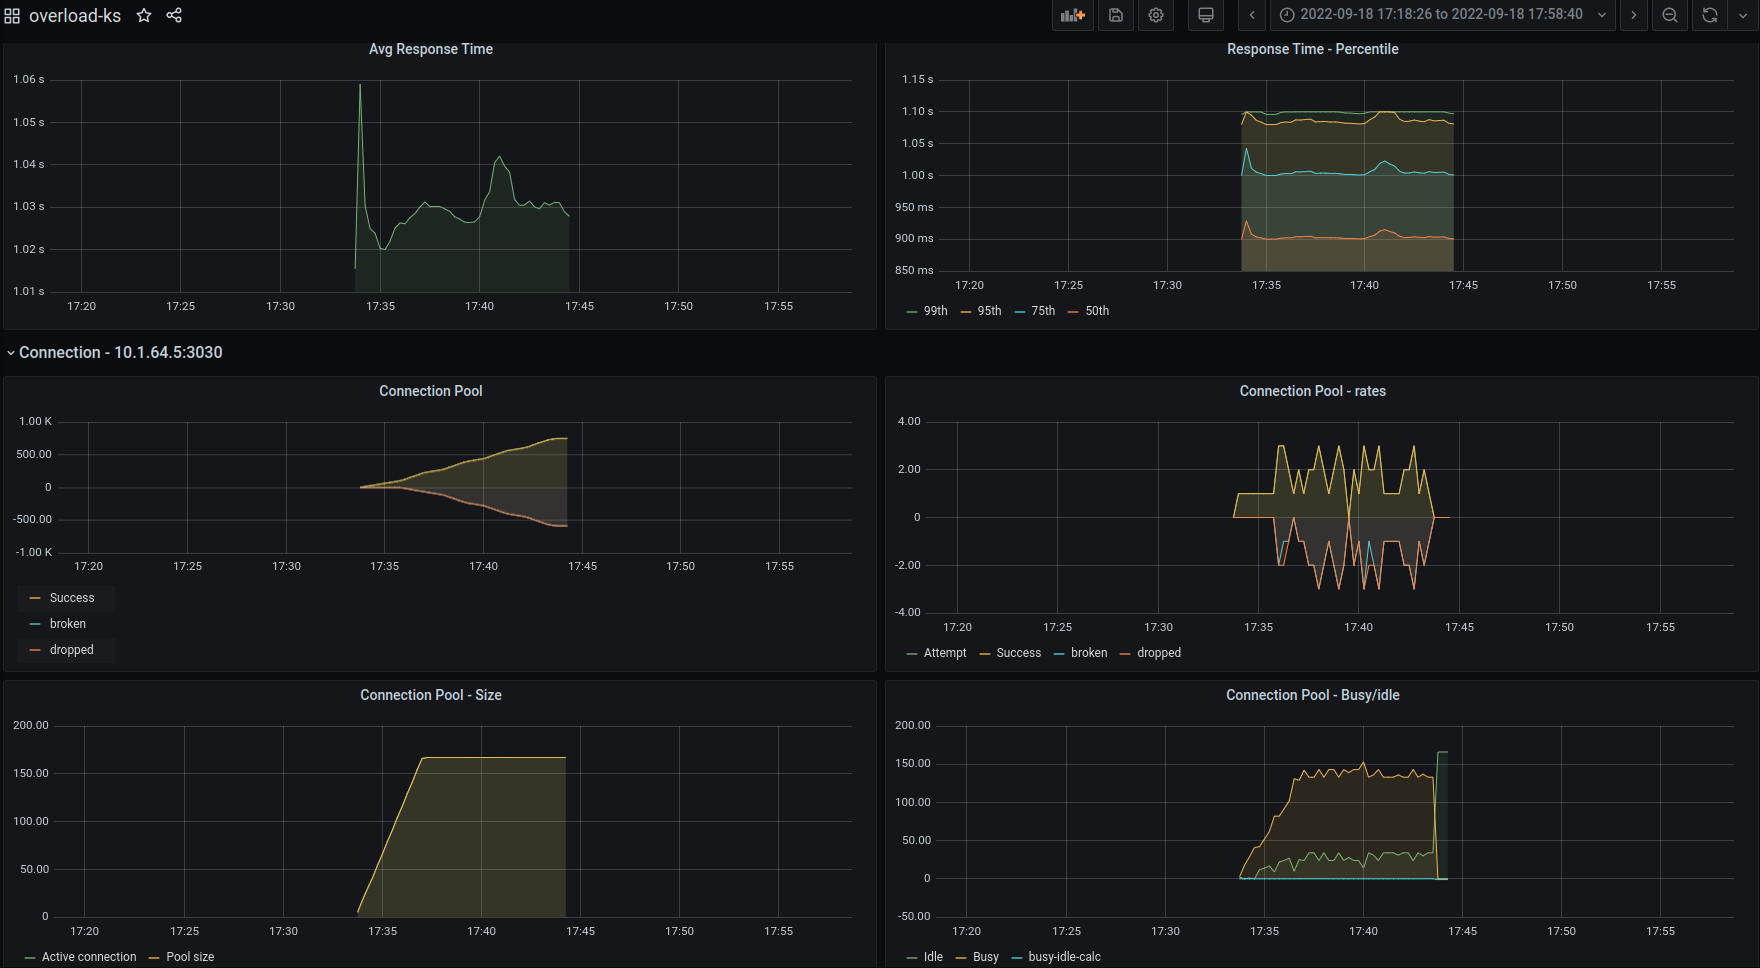 overload-ks
2022-09-18 17:18:26 to 2022-09-18 17:58:40
Avg Response Time
1.06 s
1.05 s
1.04 s
1.03 s
1.02 s
1.01 s
17:20 17:25 17:30 17:35 17:40 17:45 17:50 17:55
Response Time - Percentile
1.15 s
1.10 s
1.05 s
1.00 s
950 ms
900 ms
850 ms
17:20 17:25 17:30 17:35 17:40 17:45 17:50 17:55
99th 95th 75th 50th
Connection - 10.1.64.5:3030
Connection Pool
1.00 K
500.00
0
-500.00
-1.00 K
17:20 17:25 17:30 17:35 17:40 17:45 17:50 17:55
Success
broken
dropped
Connection Pool - rates
4.00
2.00
0
-2.00
-4.00
17:20 17:25 17:30 17:35 17:40 17:45 17:50 17:55
Attempt Success broken dropped
Connection Pool - Size
200.00
150.00
100.00
50.00
0
17:20 17:25 17:30 17:35 17:40 17:45 17:50 17:55
Active connection Pool size
Connection Pool - Busy/idle
200.00
150.00
100.00
50.00
0
-50.00
17:20 17:25 17:30 17:35 17:40 17:45 17:50 17:55
Idle Busy busy-idle-calc